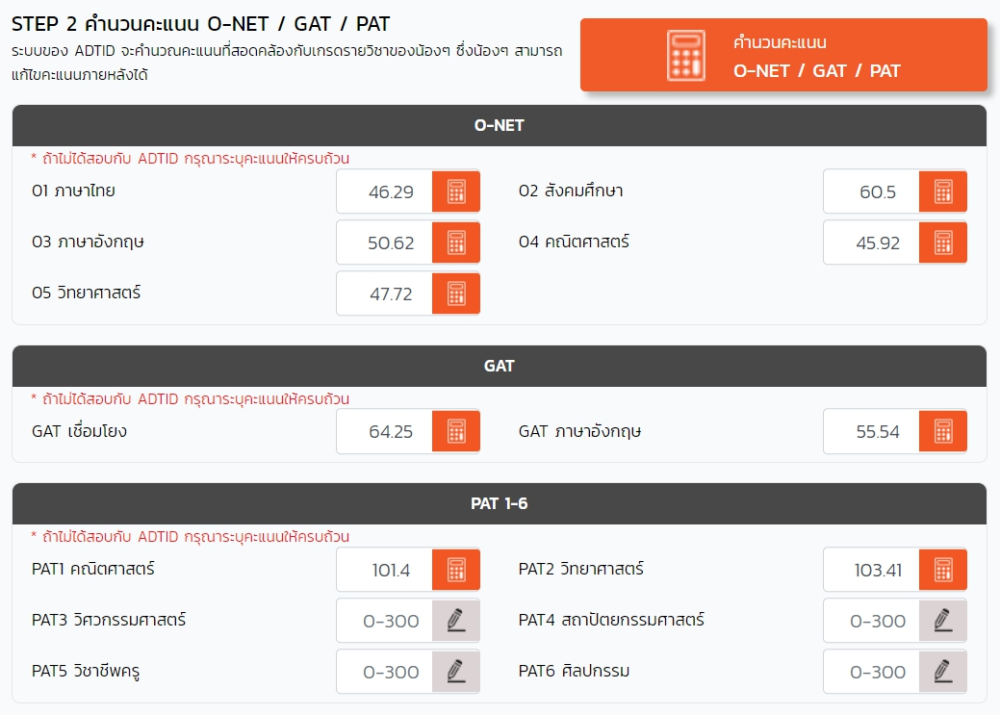 STEP 2 คำนวนคะแนน O-NET / GAT / PAT
ระบบของ ADTID จะคำนวณคะแนนที่สอดคล้องกับเกรดรายวิชาของน้องๆ ซึ่งน้องๆ สามารถ
แก้ไขคะแนนภายหลังได้
คำนวนคะแนน
O-NET / GAT / PAT
O-NET
* ถ้าไม่ได้สอบกับ ADTID กรุณาระบุคะแนนให้ครบถ้วน
01 ภาษาไทย 46.29 02 สังคมศึกษา 60.5
03 ภาษาอังกฤษ 50.62 04 คณิตศาสตร์ 45.92
05 วิทยาศาสตร์ 47.72
GAT
* ถ้าไม่ได้สอบกับ ADTID กรุณาระบุคะแนนให้ครบถ้วน
GAT เชื่อมโยง 64.25 GAT ภาษาอังกฤษ 55.54
PAT 1-6
* ถ้าไม่ได้สอบกับ ADTID กรุณาระบุคะแนนให้ครบถ้วน
PAT1 คณิตศาสตร์ 101.4 PAT2 วิทยาศาสตร์ 103.41
PAT3 วิศวกรรมศาสตร์ 0-300 PAT4 สถาปัตยกรรมศาสตร์ 0-300
PAT5 วิชาชีพครู 0-300 PAT6 ศิลปกรรม 0-300